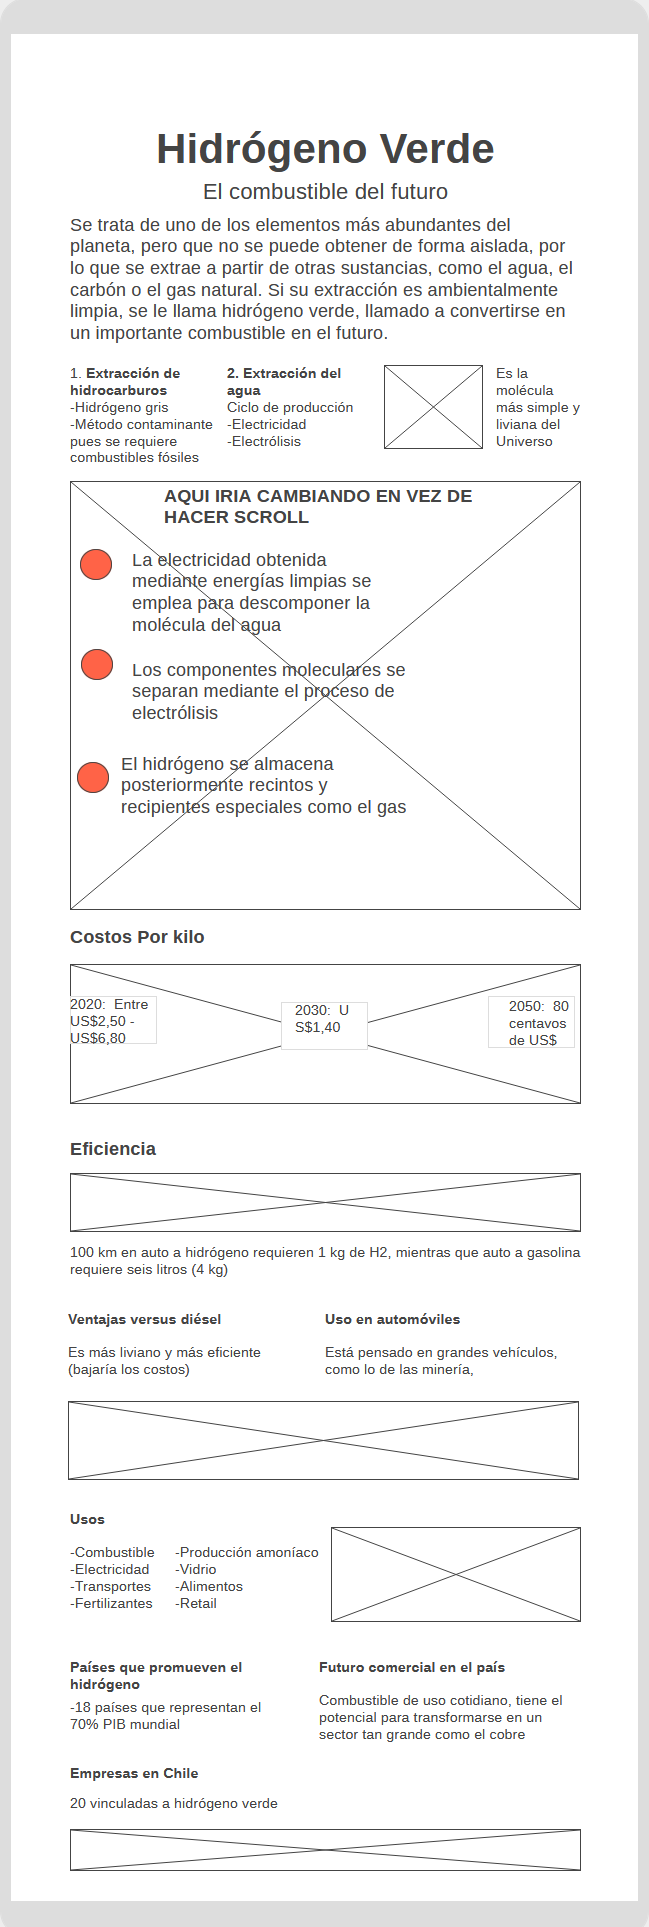 Hidrógeno Verde
El combustible del futuro
Se trata de uno de los elementos más abundantes del
planeta, pero que no se puede obtener de forma aislada, por
lo que se extrae a partir de otras sustancias, como el agua, el
carbón o el gas natural. Si su extracción es ambientalmente
limpia, se le llama hidrógeno verde, llamado a convertirse en
un importante combustible en el futuro.
1. Extracción de
hidrocarburos
-Hidrógeno gris
-Método contaminante
pues se requiere
combustibles fósiles
2. Extracción del
agua
Ciclo de producción
-Electricidad
-Electrólisis
Es la
molécula
más simple y
liviana del
Universo
AQUI IRIA CAMBIANDO EN VEZ DE
HACER SCROLL
La electricidad obtenida
mediante energías limpias se
emplea para descomponer la
molécula del agua
Los componentes moleculares se
separan mediante el proceso de
electrólisis
El hidrógeno se almacena
posteriormente recintos y
recipientes especiales como el gas
Costos Por kilo
2020:  Entre
US$2,50 -
US$6,80
2030:  U
S$1,40
2050:  80
centavos
de US$
Eficiencia
100 km en auto a hidrógeno requieren 1 kg de H2, mientras que auto a gasolina
requiere seis litros (4 kg)
Ventajas versus diésel
Es más liviano y más eficiente
(bajaría los costos)
Uso en automóviles
Está pensado en grandes vehículos,
como lo de las minería,
Usos
-Combustible
-Electricidad
-Transportes
-Fertilizantes
-Producción amoníaco
-Vidrio
-Alimentos
-Retail
Países que promueven el
hidrógeno
-18 países que representan el
70% PIB mundial
Futuro comercial en el país
Combustible de uso cotidiano, tiene el
potencial para transformarse en un
sector tan grande como el cobre
Empresas en Chile
20 vinculadas a hidrógeno verde